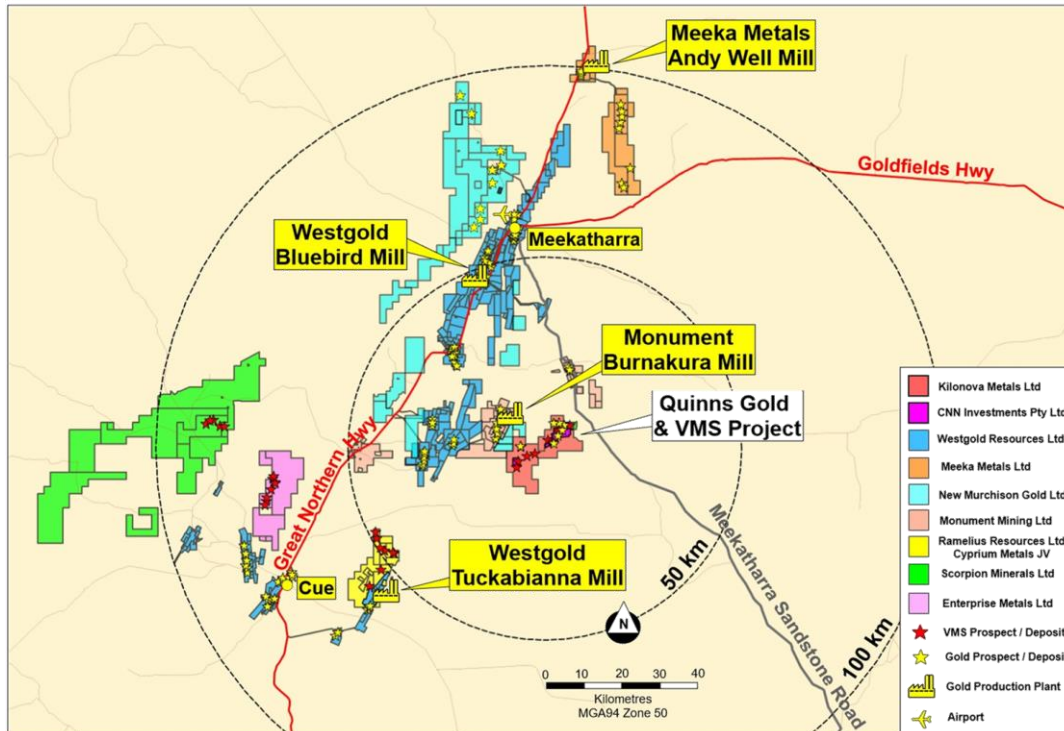 Meeka Metals
Andy Well Mill
Goldfields Hwy
Westgold
Bluebird Mill
Meekatharra
Monument
Burnakura Mill
Quinns Gold
& VMS Project
Great Northern Hwy
Westgold
Tuckabianna Mill
Cue
Meekatharra Sandstone Road
50 km
100 km
N
0 10 20 30 40
Kilometres
MGA94 Zone 50
Kilonova Metals Ltd
CNN Investments Pty Ltd
Westgold Resources Ltd
Meeka Metals Ltd
New Murchison Gold Ltd
Monument Mining Ltd
Ramelius Resources Ltd
Cyprium Metals JV
Scorpion Minerals Ltd
Enterprise Metals Ltd
VMS Prospect / Deposit
Gold Prospect / Deposit
Gold Production Plant
Airport